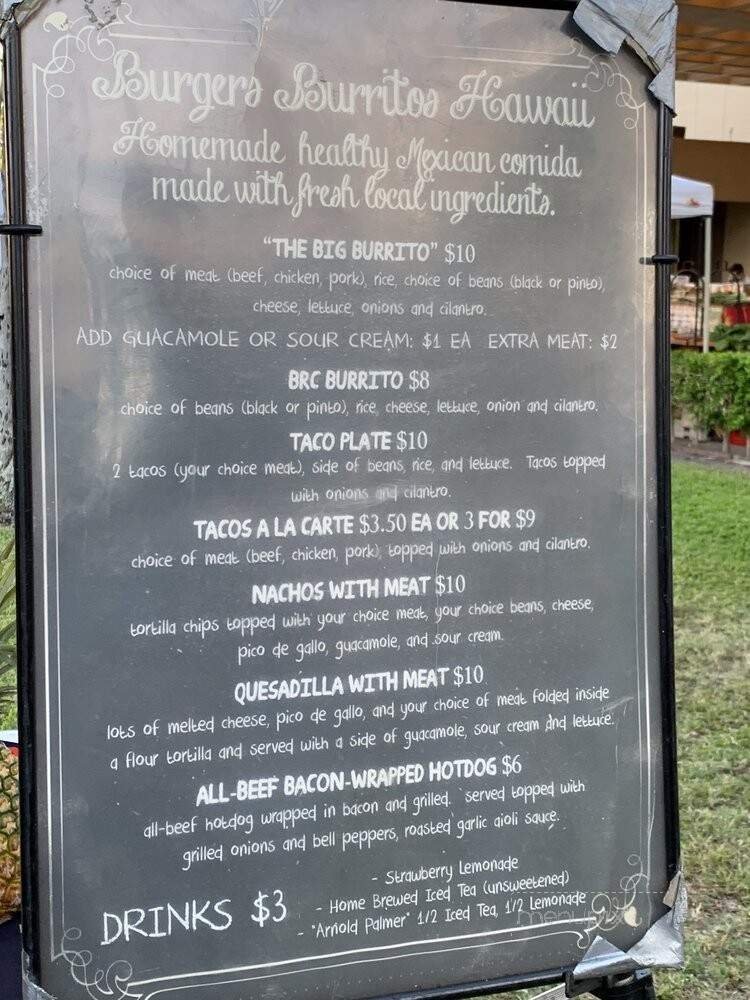 Burgers Burritos Hawaii
Homemade healthy Mexican comida
made with fresh local ingredients.
"THE BIG BURRITO" $10
choice of meat (beef, chicken, pork), rice, choice of beans (black or pinto),
cheese, lettuce, onions and cilantro.
ADD GUACAMOLE OR SOUR CREAM: $1 EA EXTRA MEAT: $2
BRC BURRITO $8
choice of beans (black or pinto), rice, cheese, lettuce, onion and cilantro.
TACO PLATE $10
2 tacos (your choice meat), side of beans, rice, and lettuce. Tacos topped
with onions and cilantro.
TACOS A LA CARTE $3.50 EA OR 3 FOR $9
choice of meat (beef, chicken, pork), topped with onions and cilantro.
NACHOS WITH MEAT $10
tortilla chips topped with your choice meat, your choice beans, cheese,
pico de gallo, guacamole, and sour cream.
QUESADILLA WITH MEAT $10
lots of melted cheese, pico de gallo, and your choice of meat folded inside
a flour tortilla and served with a side of guacamole, sour cream and lettuce.
ALL-BEEF BACON-WRAPPED HOTDOG $6
all-beef hotdog wrapped in bacon and grilled. served topped with
grilled onions and bell peppers, roasted garlic aioli sauce.
DRINKS $3
- Strawberry Lemonade
- Home Brewed Iced Tea (unsweetened)
- "Arnold Palmer" 1/2 Iced Tea, 1/2 Lemonade